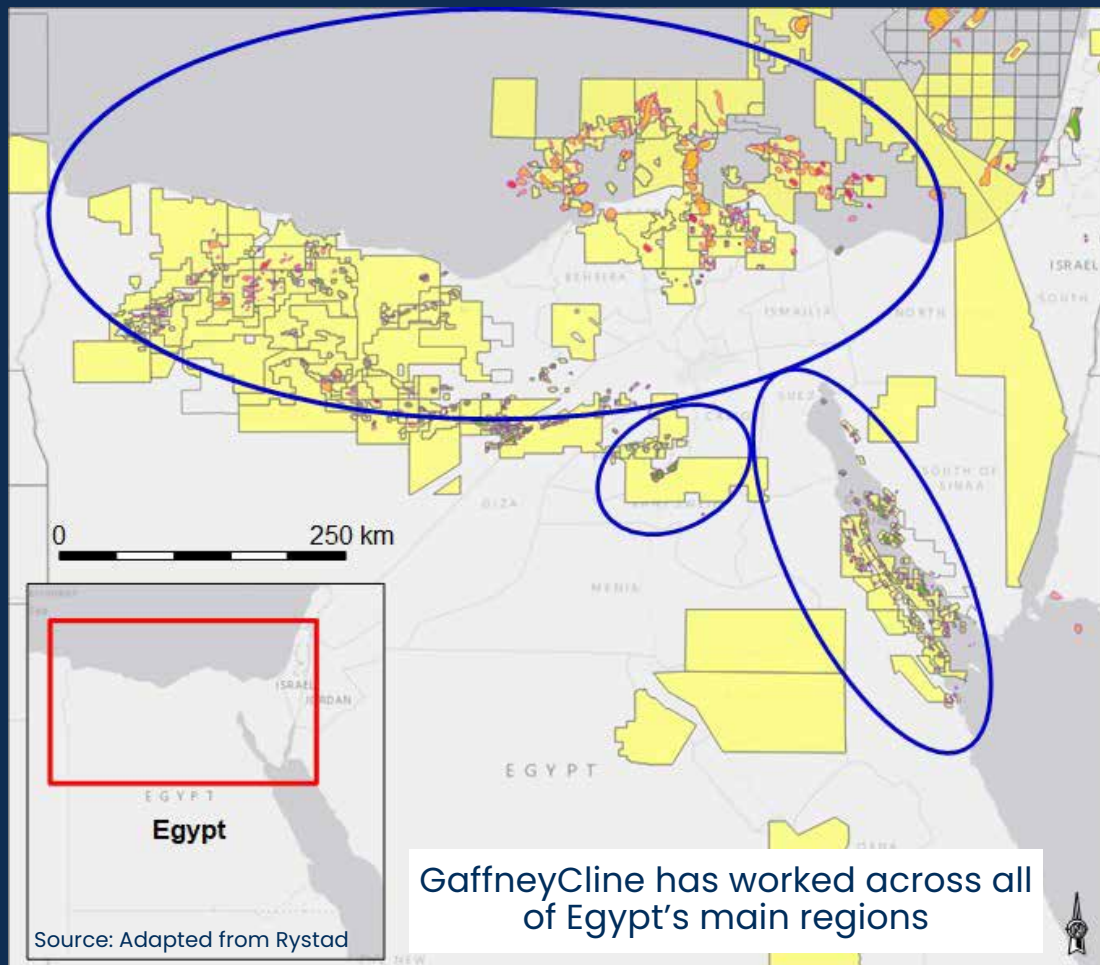 ISRAEL
BEHEIRA
SOUTH
ISMAILIA
NORTH
SUEZ
SOUTH OF
SINAA
GIZA
0 250 km
MENIA
ISRAEL
JORDAN
EGYPT
EGYPT
Egypt
QENA
GaffneyCline has worked across all
of Egypt's main regions
Source: Adapted from Rystad